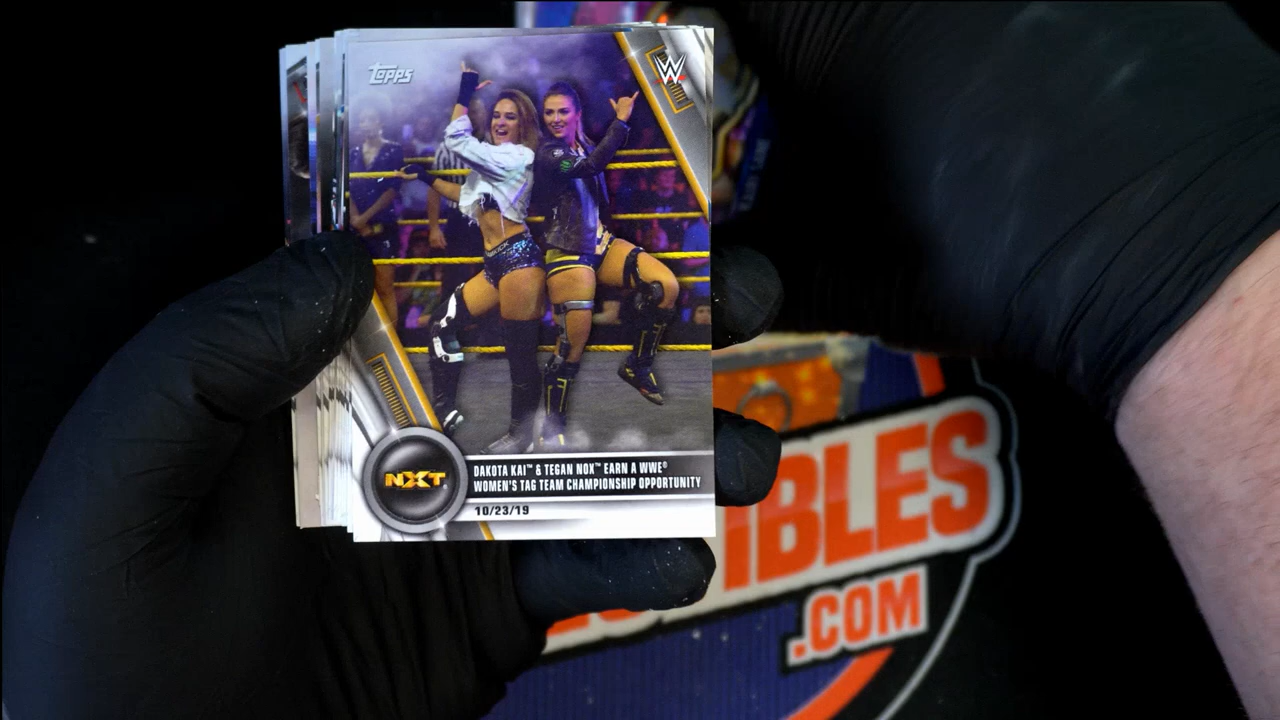 Topps
W
NXT
DAKOTA KAI™ & TEGAN NOX™ EARN A WWE®
WOMEN'S TAG TEAM CHAMPIONSHIP OPPORTUNITY
10/23/19
IBLES
.COM